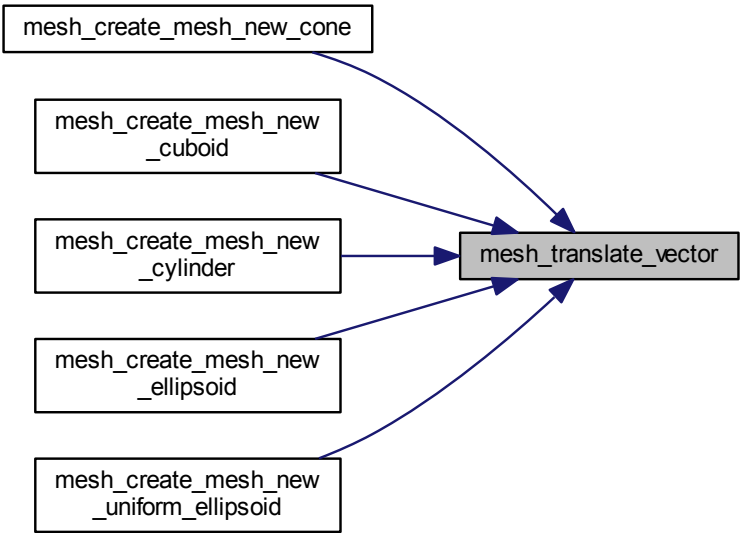 mesh_create_mesh_new_cone
mesh_create_mesh_new
_cuboid
mesh_create_mesh_new
_cylinder
mesh_translate_vector
mesh_create_mesh_new
_ellipsoid
mesh_create_mesh_new
_uniform_ellipsoid